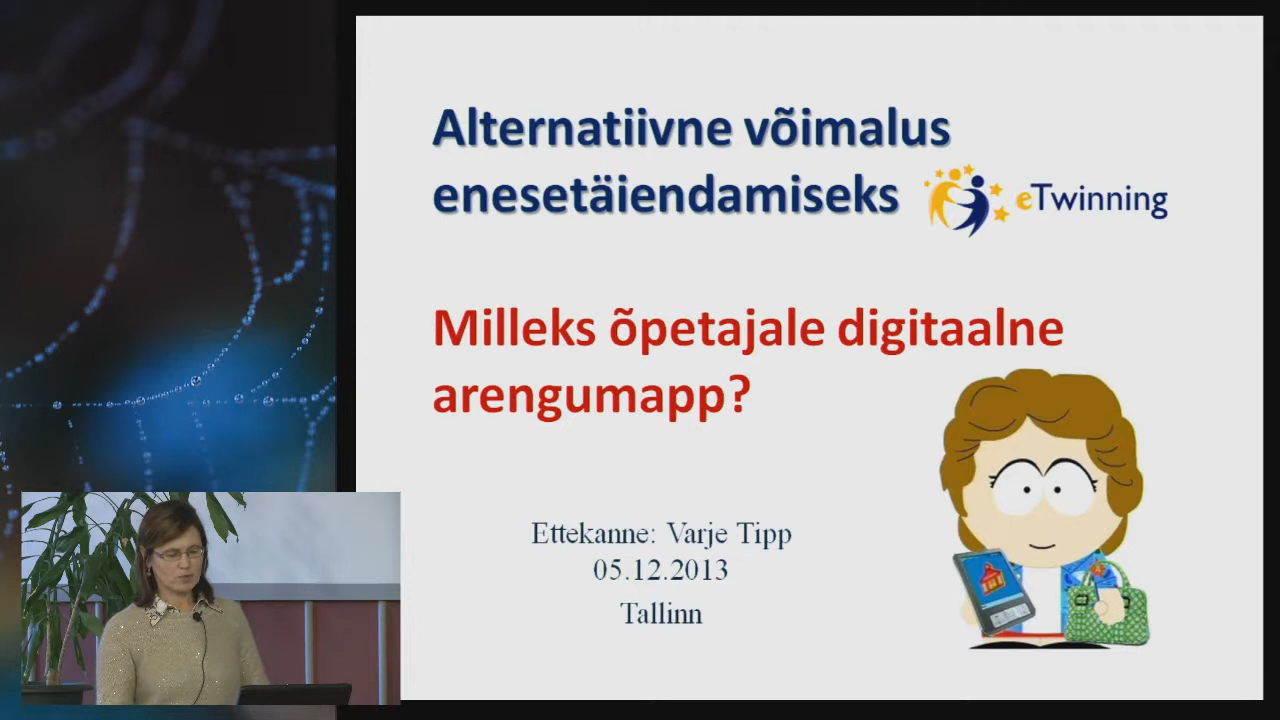 Alternatiivne võimalus
enesetäiendamiseks eTwinning
Milleks õpetajale digitaalne
arengumapp?
Ettekanne: Varje Tipp
05.12.2013
Tallinn